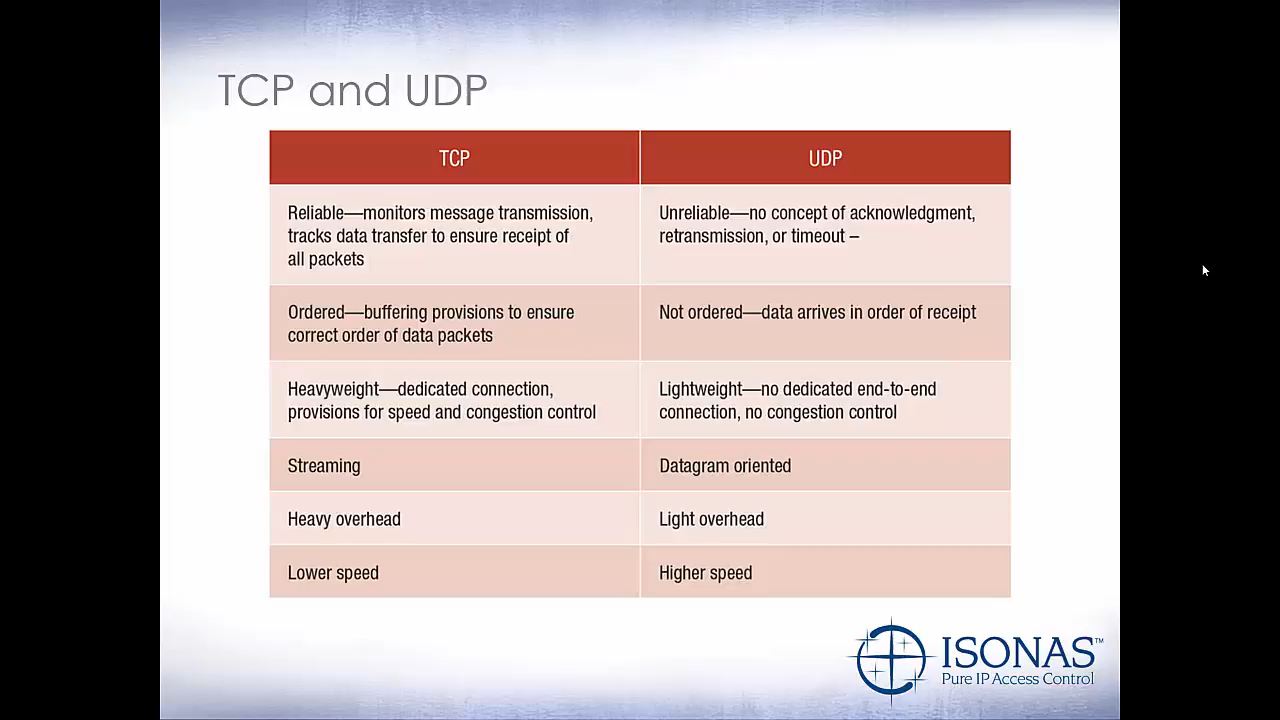 TCP and UDP
TCP
UDP
Reliable—monitors message transmission,
tracks data transfer to ensure receipt of
all packets
Unreliable—no concept of acknowledgment,
retransmission, or timeout –
Ordered—buffering provisions to ensure
correct order of data packets
Not ordered—data arrives in order of receipt
Heavyweight—dedicated connection,
provisions for speed and congestion control
Lightweight—no dedicated end-to-end
connection, no congestion control
Streaming
Datagram oriented
Heavy overhead
Light overhead
Lower speed
Higher speed
ISONAS™
Pure IP Access Control